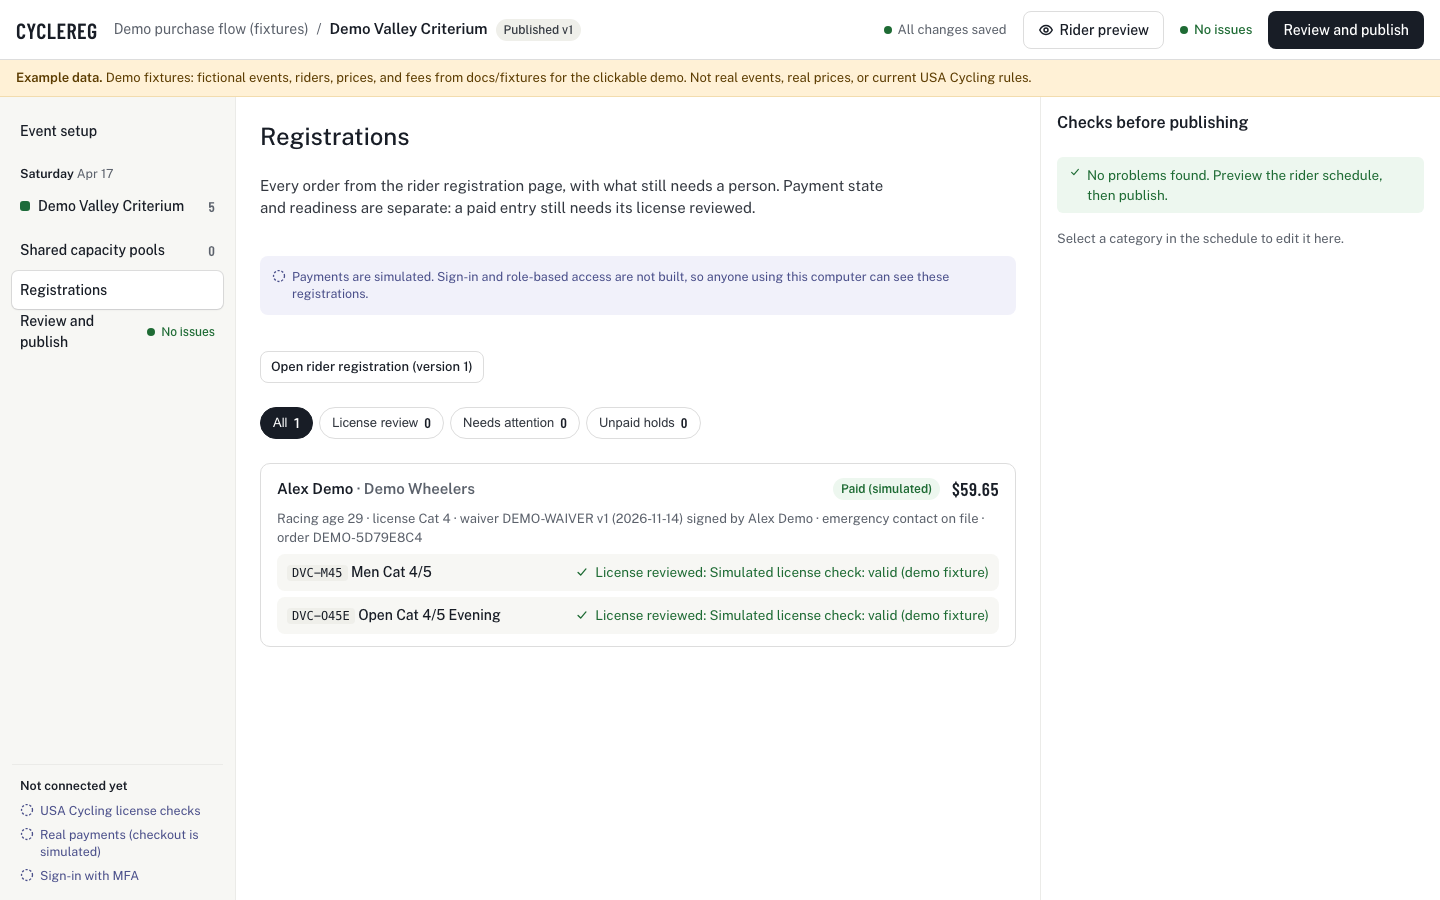 CYCLEREG Demo purchase flow (fixtures) / Demo Valley Criterium Published v1 All changes saved Rider preview No issues Review and publish
Example data. Demo fixtures: fictional events, riders, prices, and fees from docs/fixtures for the clickable demo. Not real events, real prices, or current USA Cycling rules.
Event setup
Saturday Apr 17
Demo Valley Criterium 5
Shared capacity pools 0
Registrations
Review and
publish
No issues
Not connected yet
USA Cycling license checks
Real payments (checkout is
simulated)
Sign-in with MFA
Registrations
Every order from the rider registration page, with what still needs a person. Payment state
and readiness are separate: a paid entry still needs its license reviewed.
Payments are simulated. Sign-in and role-based access are not built, so anyone using this computer can see these
registrations.
Open rider registration (version 1)
All 1 License review 0 Needs attention 0 Unpaid holds 0
Alex Demo · Demo Wheelers Paid (simulated) $59.65
Racing age 29 · license Cat 4 · waiver DEMO-WAIVER v1 (2026-11-14) signed by Alex Demo · emergency contact on file ·
order DEMO-5D79E8C4
DVC-M45 Men Cat 4/5 License reviewed: Simulated license check: valid (demo fixture)
DVC-O45E Open Cat 4/5 Evening License reviewed: Simulated license check: valid (demo fixture)
Checks before publishing
No problems found. Preview the rider schedule,
then publish.
Select a category in the schedule to edit it here.